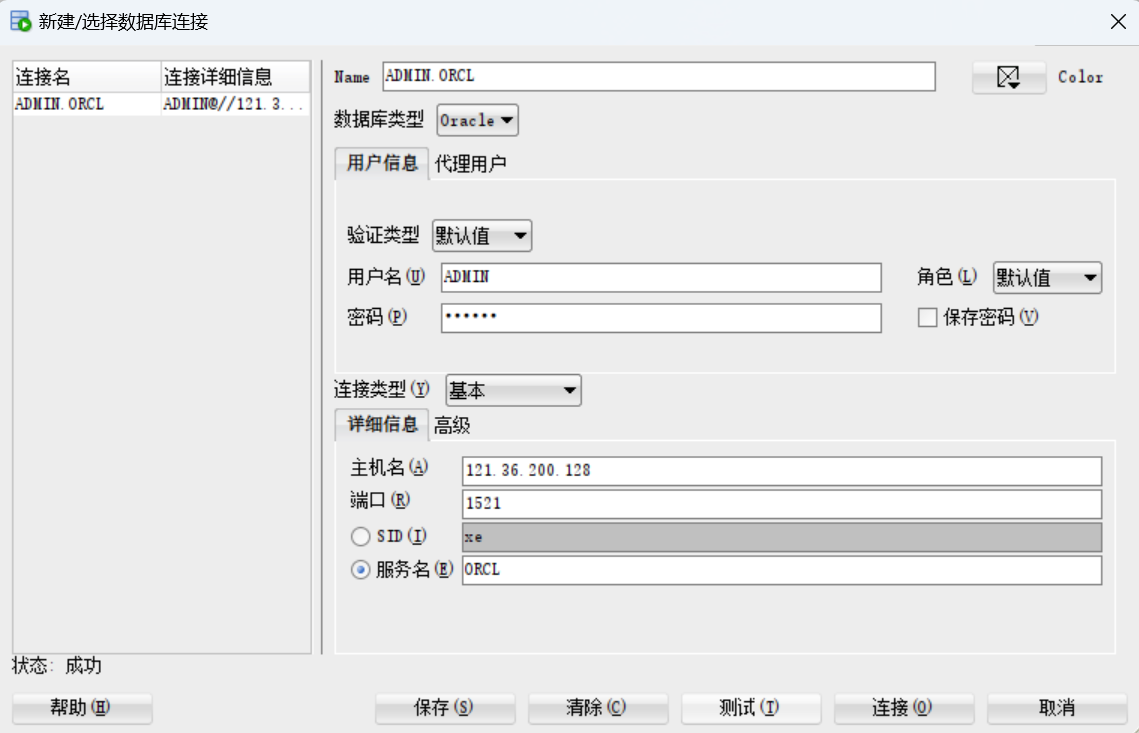 新建/选择数据库连接
连接名 连接详细信息
ADMIN.ORCL ADMIN@//121.3...
Name ADMIN.ORCL Color
数据库类型 Oracle
用户信息 代理用户
验证类型 默认值
用户名(U) ADMIN 角色(L) 默认值
密码(P) •••••• 保存密码(V)
连接类型(Y) 基本
详细信息 高级
主机名(A) 121.36.200.128
端口(R) 1521
SID(I) xe
服务名(E) ORCL
状态: 成功
帮助(H) 保存(S) 清除(C) 测试(T) 连接(O) 取消